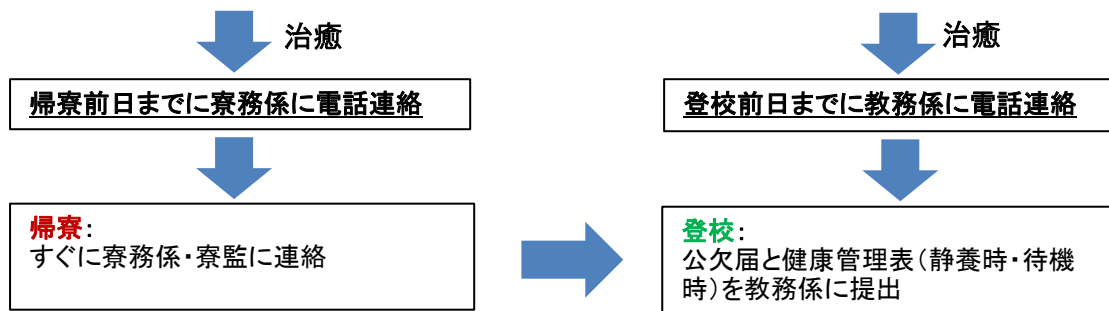 治癒
帰寮前日までに寮務係に電話連絡
帰寮：
すぐに寮務係・寮監に連絡
治癒
登校前日までに教務係に電話連絡
登校：
公欠届と健康管理表（静養時・待機
時）を教務係に提出